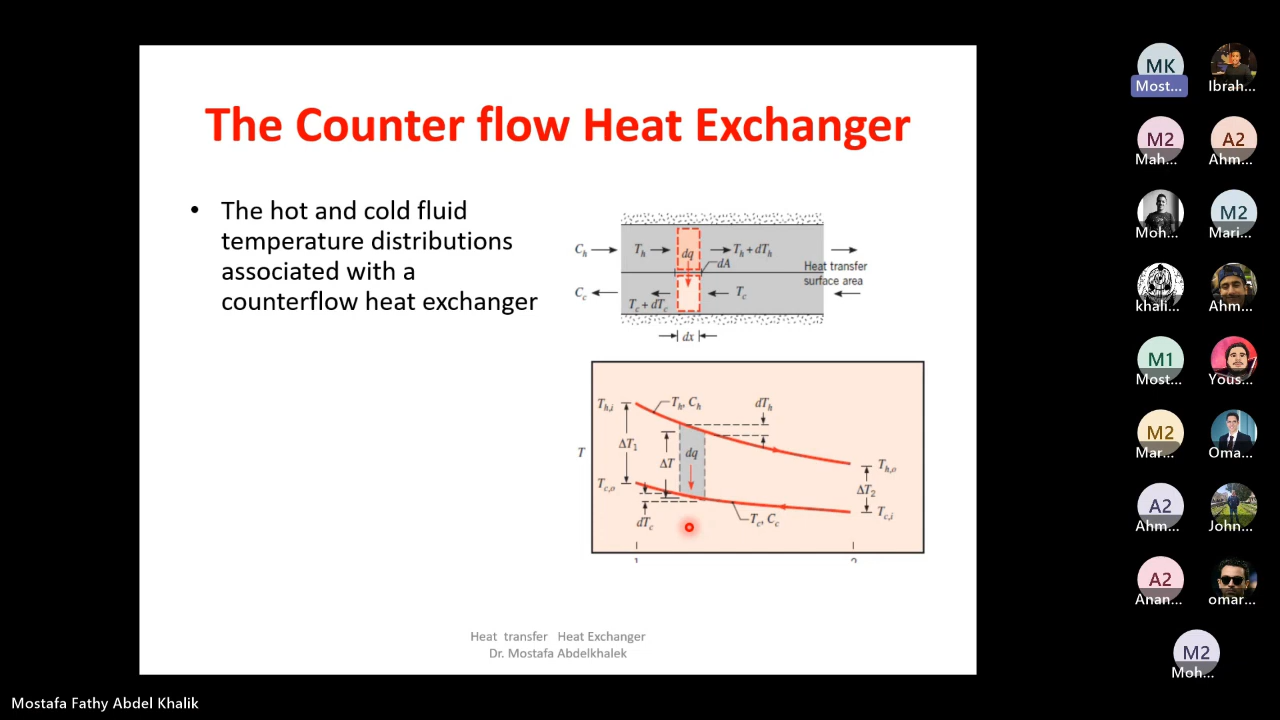 The Counter flow Heat Exchanger
• The hot and cold fluid
temperature distributions
associated with a
counterflow heat exchanger
C_h
T_h
dq
T_h + dT_h
dA
Heat transfer
surface area
C_c
T_c + dT_c
T_c
dx
T_h,i
T_h, C_h
dT_h
ΔT_1
T
ΔT
dq
T_h,o
T_c,o
ΔT_2
dT_c
T_c, C_c
T_c,i
1
2
Heat transfer Heat Exchanger
Dr. Mostafa Abdelkhalek
MK
Most...
Ibrah...
M2
Mah...
A2
Ahm...
Moh...
M2
Mari...
khali...
Ahm...
M1
Most...
Yous...
M2
Mar...
Oma...
A2
Ahm...
John...
A2
Anan...
omar...
M2
Moh...
Mostafa Fathy Abdel Khalik